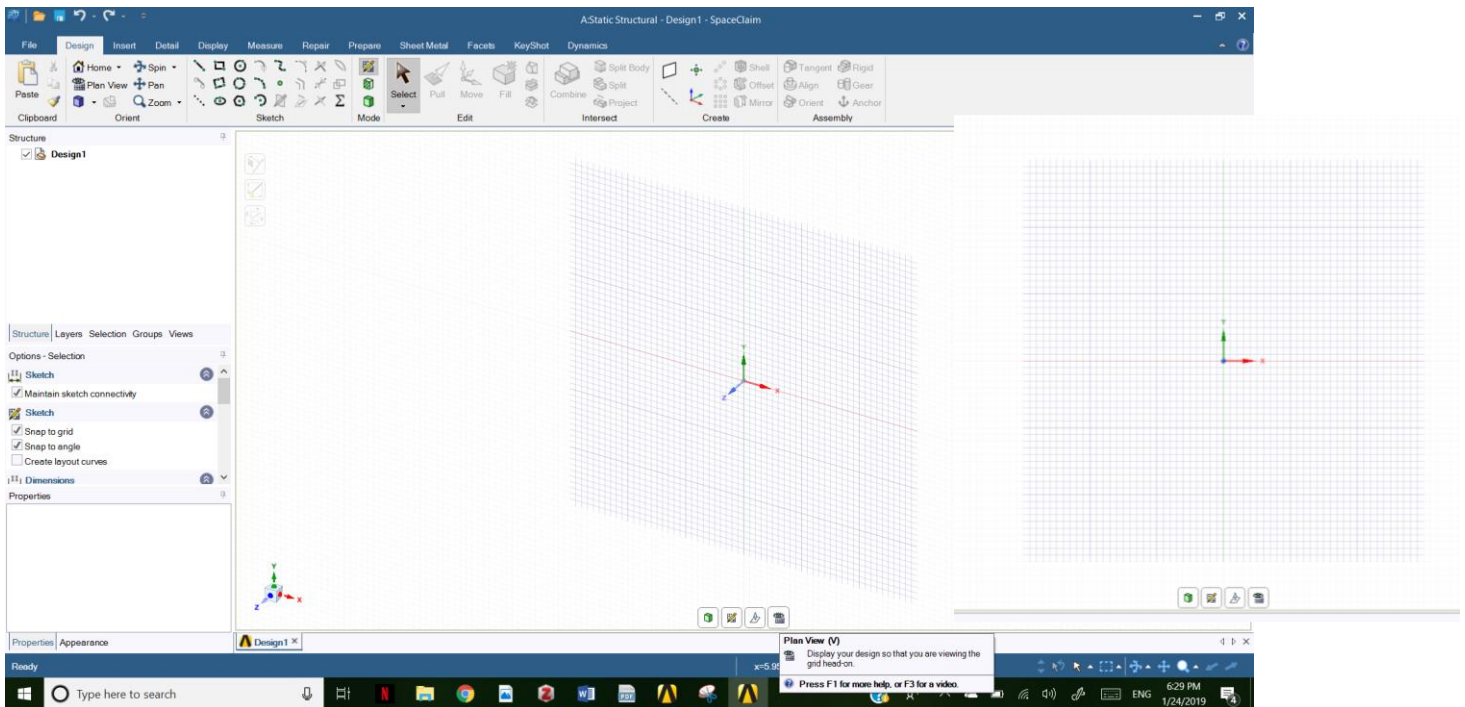 A:Static Structural - Design1 - SpaceClaim
File Design Insert Detail Display Measure Repair Prepare Sheet Metal Facets KeyShot Dynamics
Paste
Home Spin
Plan View Pan
Zoom
Select Pull Move Fill
Combine
Split Body
Split
Project
Shell
Offset
Mirror
Tangent Rigid
Align Gear
Orient Anchor
Clipboard Orient Sketch Mode Edit Intersect Create Assembly
Structure
Design1
Structure Layers Selection Groups Views
Options - Selection
Sketch
Maintain sketch connectivity
Sketch
Snap to grid
Snap to angle
Create layout curves
Dimensions
Properties
Properties Appearance
Y
X
Z
Y
X
Z
Y
X
Design1
Plan View (V)
Display your design so that you are viewing the
grid head-on.
Press F1 for more help, or F3 for a video.
Ready
Type here to search
ENG
6:29 PM
1/24/2019